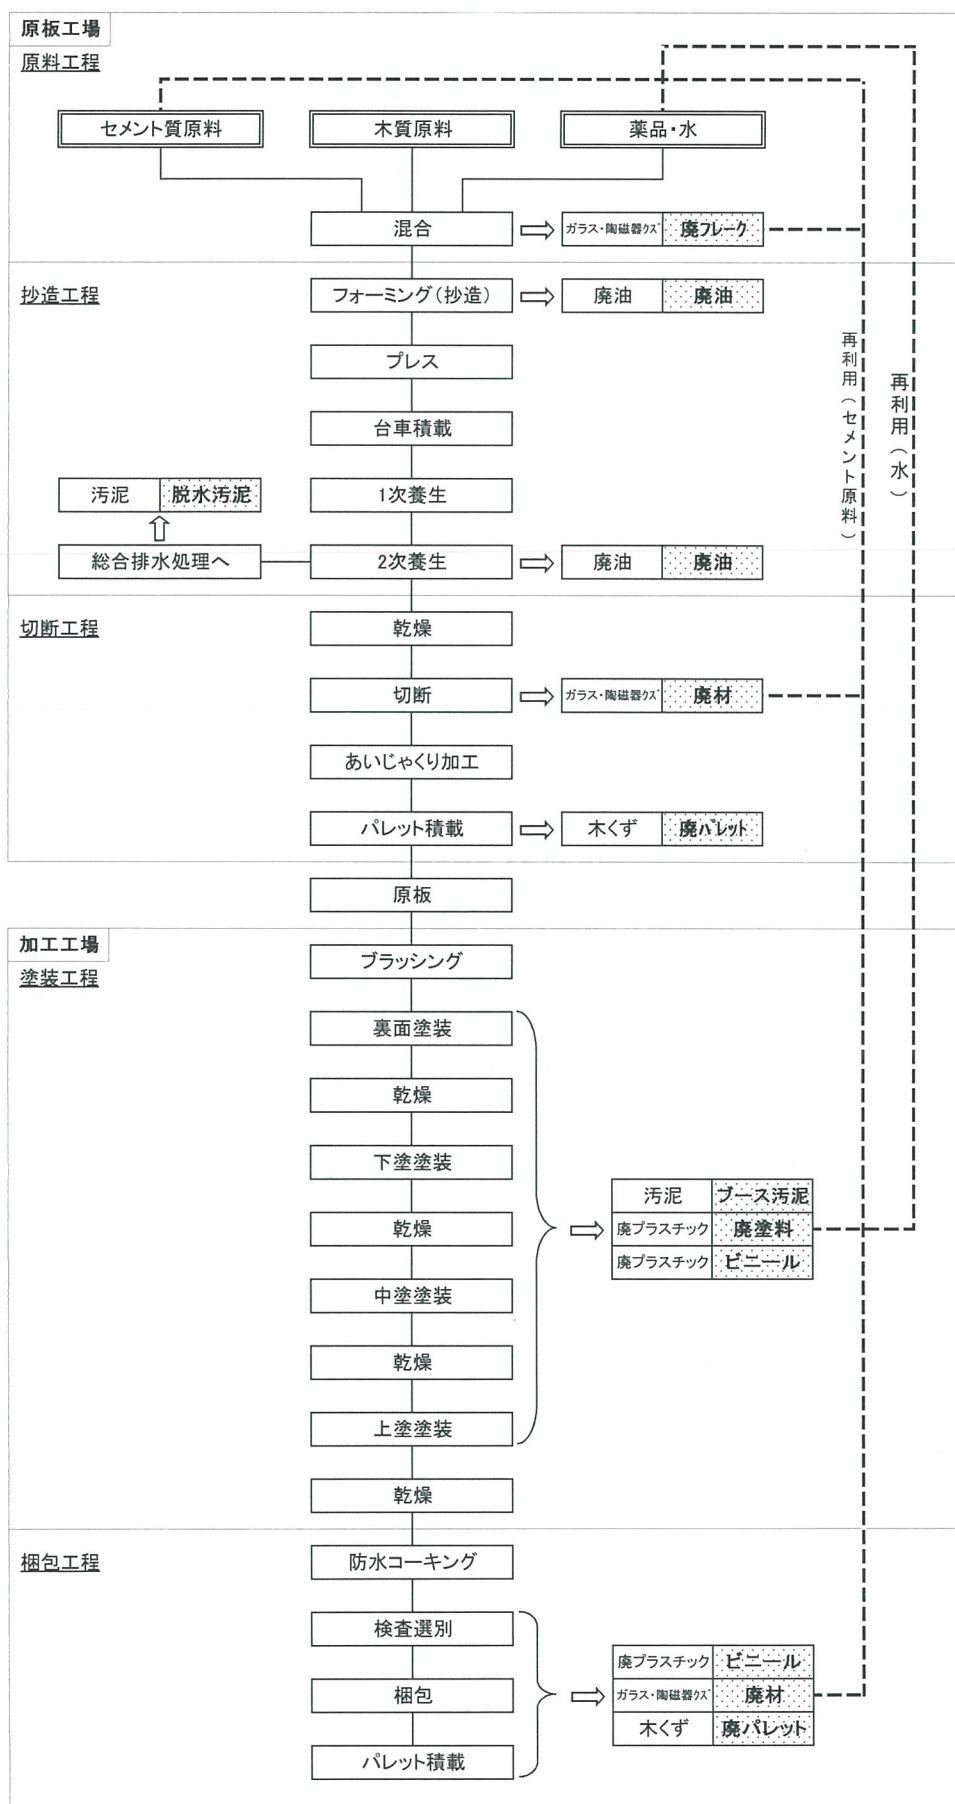 原板工場
原料工程
セメント質原料
木質原料
薬品・水
混合
ガラス・陶磁器クズ 廃フレーク
抄造工程
フォーミング(抄造)
廃油 廃油
プレス
台車積載
汚泥 脱水汚泥
1次養生
総合排水処理へ
2次養生
廃油 廃油
再利用(セメント原料)
再利用(水)
切断工程
乾燥
切断
ガラス・陶磁器クズ 廃材
あいじゃくり加工
パレット積載
木くず 廃パレット
原板
加工工場
塗装工程
ブラッシング
裏面塗装
乾燥
下塗塗装
乾燥
中塗塗装
乾燥
上塗塗装
乾燥
汚泥 ブース汚泥
廃プラスチック 廃塗料
廃プラスチック ビニール
梱包工程
防水コーキング
検査選別
梱包
パレット積載
廃プラスチック ビニール
ガラス・陶磁器クズ 廃材
木くず 廃パレット